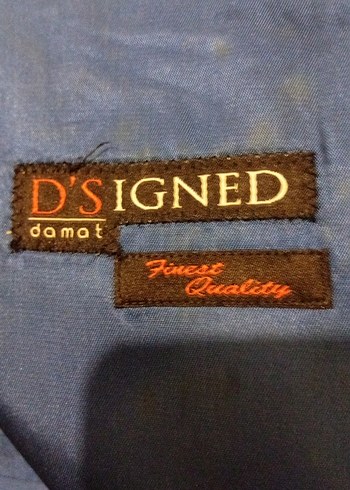 D'SIGNED
damat
Finest
Quality